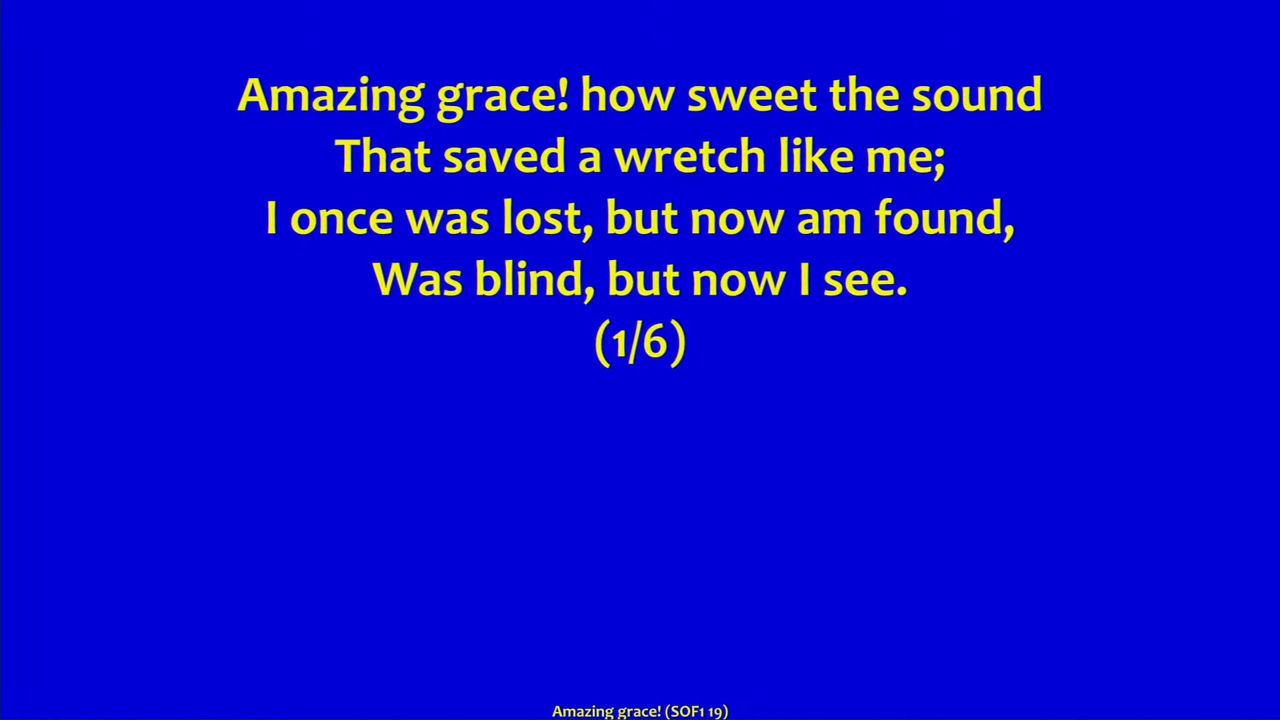 Amazing grace! how sweet the sound
That saved a wretch like me;
I once was lost, but now am found,
Was blind, but now I see.
(1/6)
Amazing grace! (SOF1 19)